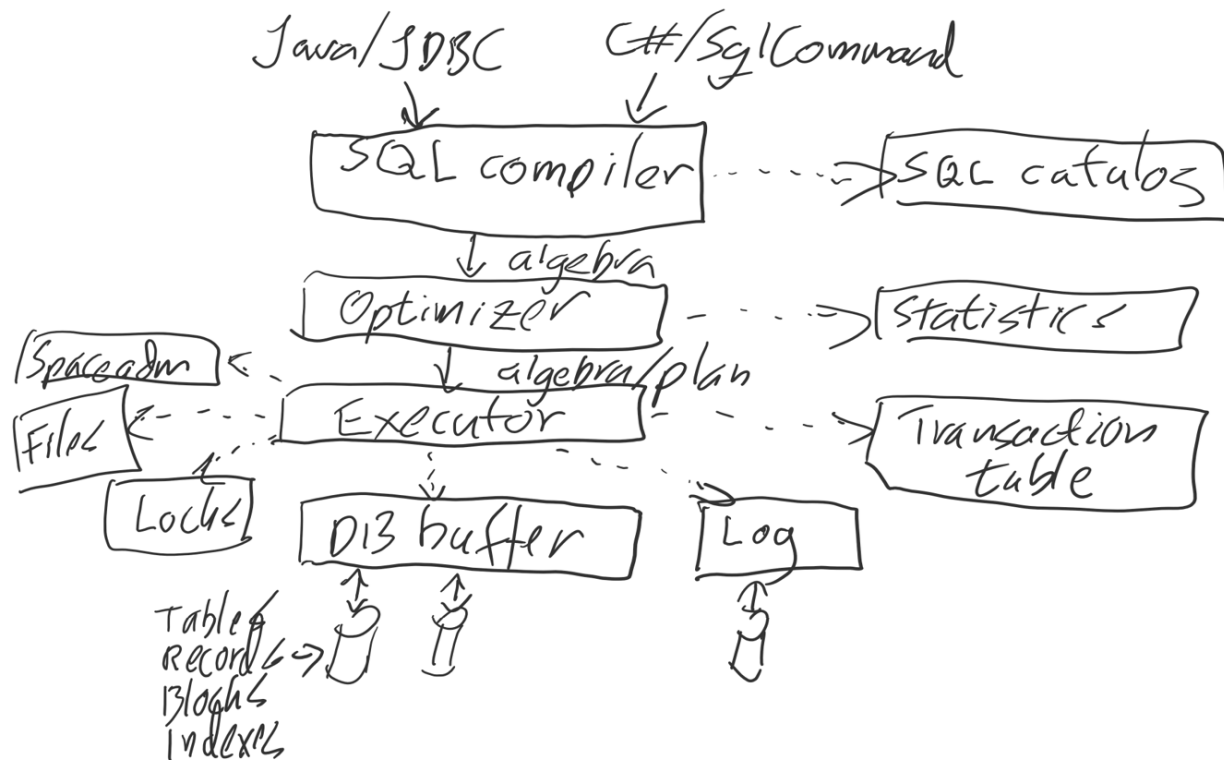 Java/JDBC C#/SqlCommand
SQL compiler
SQL catalog
algebra
Optimizer
Statistics
algebra/plan
Spaceadm
Executor
Files
Transaction
table
Locks
DB buffer
Log
Tables
Records
Blocks
Indexes